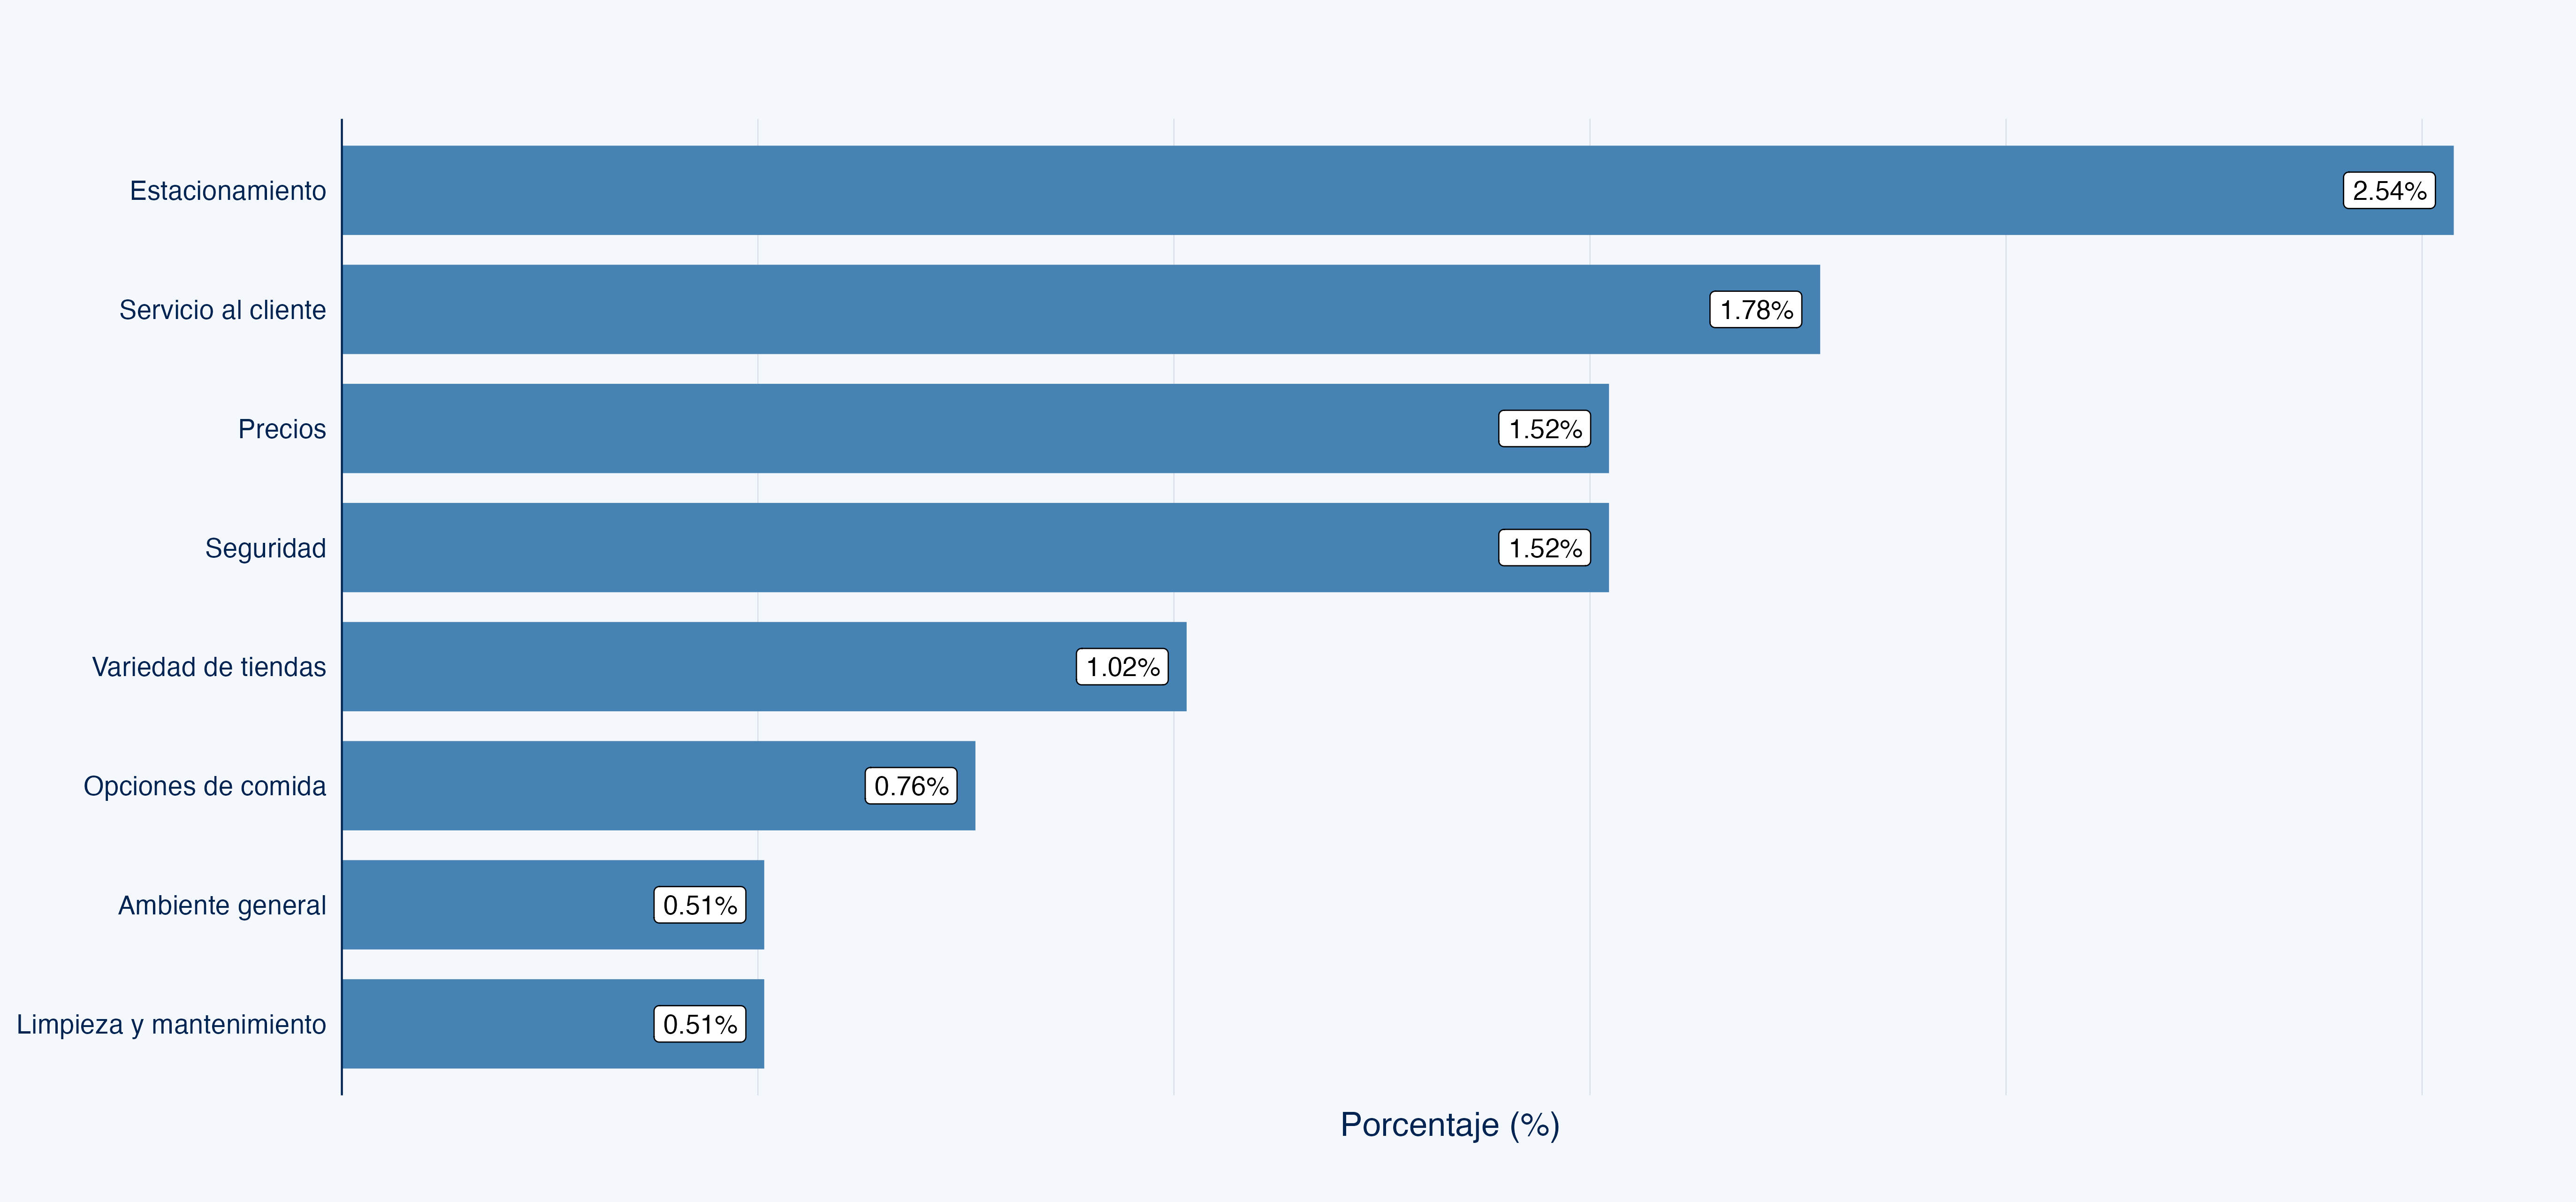 Estacionamiento 2.54%
Servicio al cliente 1.78%
Precios 1.52%
Seguridad 1.52%
Variedad de tiendas 1.02%
Opciones de comida 0.76%
Ambiente general 0.51%
Limpieza y mantenimiento 0.51%
Porcentaje (%)